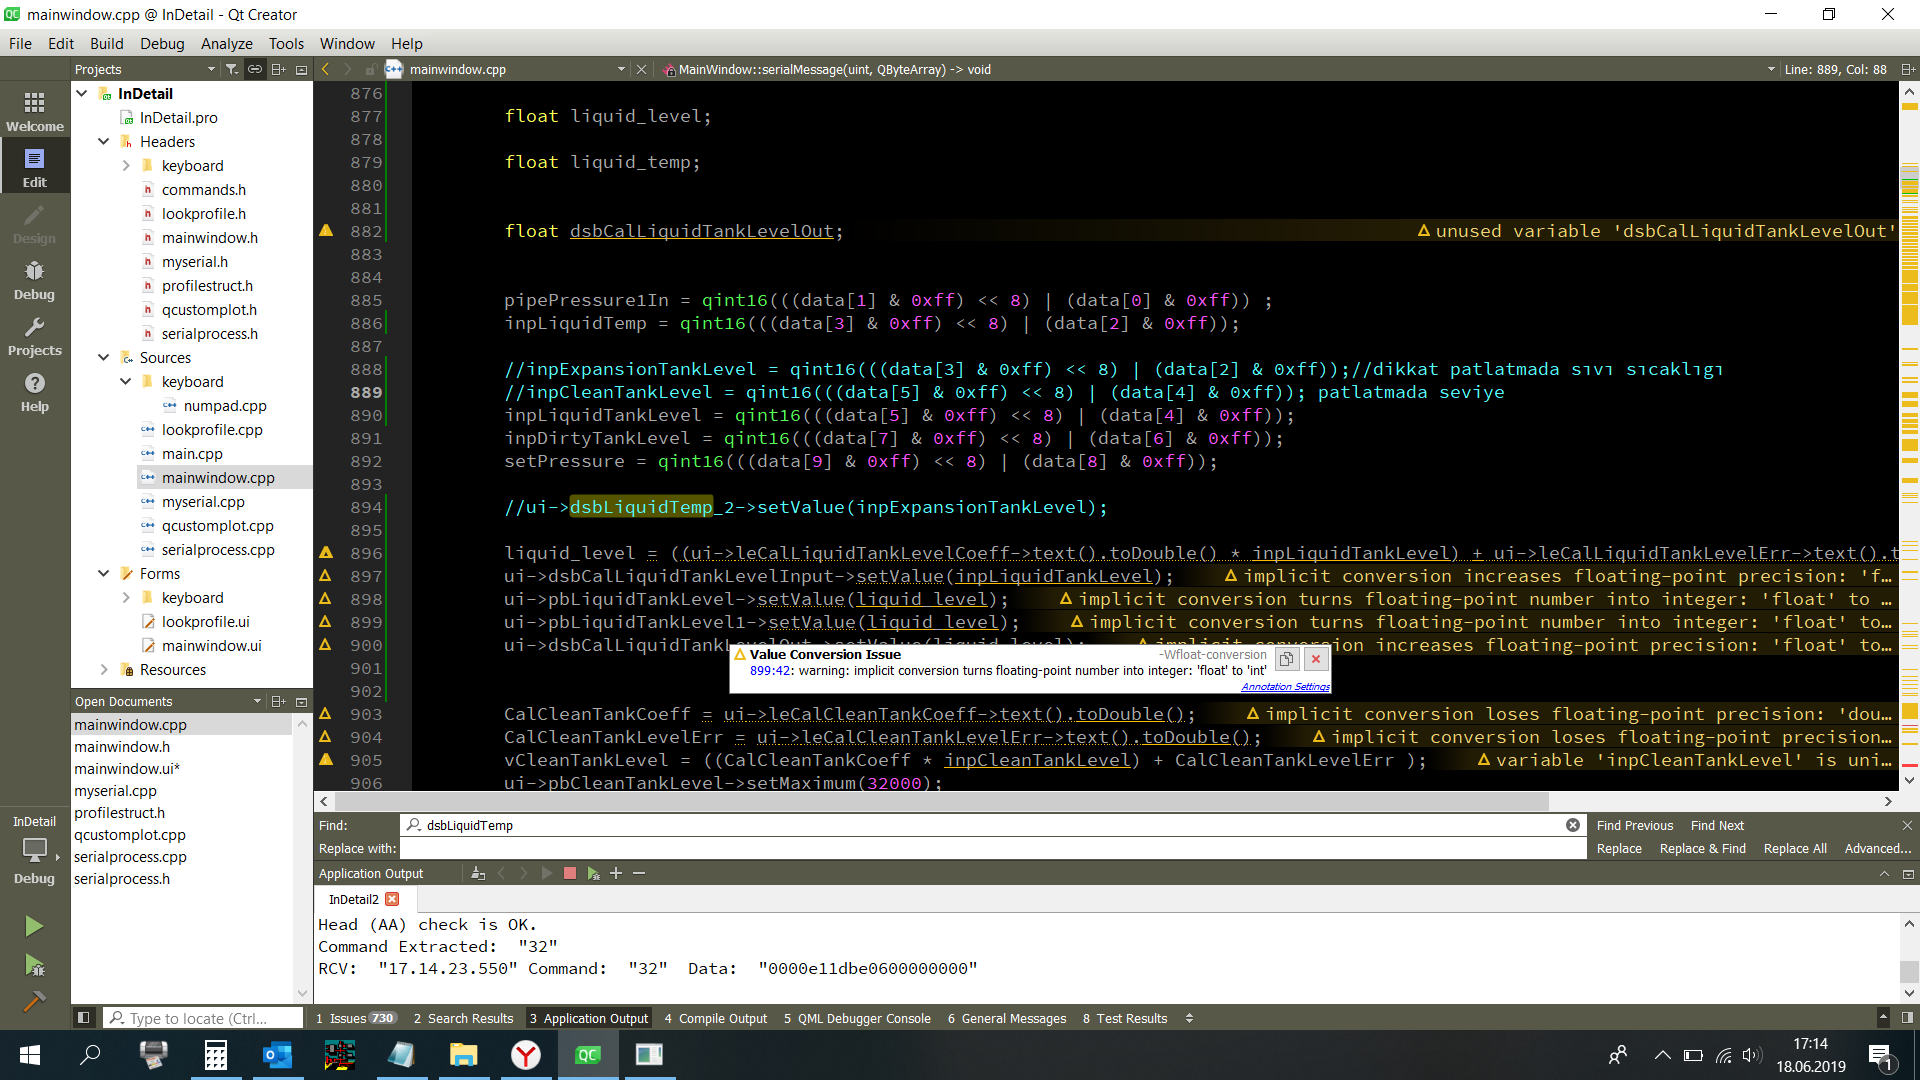 mainwindow.cpp @ InDetail - Qt Creator
File Edit Build Debug Analyze Tools Window Help
Projects
mainwindow.cpp
MainWindow::serialMessage(uint, QByteArray) -> void
Line: 889, Col: 88
Welcome
Edit
Design
Debug
Projects
Help
InDetail
Debug
InDetail
InDetail.pro
Headers
keyboard
commands.h
lookprofile.h
mainwindow.h
myserial.h
profilestruct.h
qcustomplot.h
serialprocess.h
Sources
keyboard
numpad.cpp
lookprofile.cpp
main.cpp
mainwindow.cpp
myserial.cpp
qcustomplot.cpp
serialprocess.cpp
Forms
keyboard
lookprofile.ui
mainwindow.ui
Resources
Open Documents
mainwindow.cpp
mainwindow.h
mainwindow.ui*
myserial.cpp
profilestruct.h
qcustomplot.cpp
serialprocess.cpp
serialprocess.h
876
877 float liquid_level;
878
879 float liquid_temp;
880
881
882 float dsbCalLiquidTankLevelOut; unused variable 'dsbCalLiquidTankLevelOut'
883
884
885 pipePressure1In = qint16(((data[1] & 0xff) << 8) | (data[0] & 0xff)) ;
886 inpLiquidTemp = qint16(((data[3] & 0xff) << 8) | (data[2] & 0xff));
887
888 //inpExpansionTankLevel = qint16(((data[3] & 0xff) << 8) | (data[2] & 0xff));//dikkat patlatmada sıvı sıcaklıgı
889 //inpCleanTankLevel = qint16(((data[5] & 0xff) << 8) | (data[4] & 0xff)); patlatmada seviye
890 inpLiquidTankLevel = qint16(((data[5] & 0xff) << 8) | (data[4] & 0xff));
891 inpDirtyTankLevel = qint16(((data[7] & 0xff) << 8) | (data[6] & 0xff));
892 setPressure = qint16(((data[9] & 0xff) << 8) | (data[8] & 0xff));
893
894 //ui->dsbLiquidTemp_2->setValue(inpExpansionTankLevel);
895
896 liquid_level = ((ui->leCalLiquidTankLevelCoeff->text().toDouble() * inpLiquidTankLevel) + ui->leCalLiquidTankLevelErr->text().t
897 ui->dsbCalLiquidTankLevelInput->setValue(inpLiquidTankLevel); implicit conversion increases floating-point precision: 'f...
898 ui->pbLiquidTankLevel->setValue(liquid_level); implicit conversion turns floating-point number into integer: 'float' to ...
899 ui->pbLiquidTankLevel1->setValue(liquid_level); implicit conversion turns floating-point number into integer: 'float' to...
900 ui->dsbCalLiquidTankLevelOut->setValue(liquid_level); implicit conversion increases floating-point precision: 'float' to...
Value Conversion Issue -Wfloat-conversion
899:42: warning: implicit conversion turns floating-point number into integer: 'float' to 'int'
Annotation Settings
901
902
903 CalCleanTankCoeff = ui->leCalCleanTankCoeff->text().toDouble(); implicit conversion loses floating-point precision: 'dou...
904 CalCleanTankLevelErr = ui->leCalCleanTankLevelErr->text().toDouble(); implicit conversion loses floating-point precision...
905 vCleanTankLevel = ((CalCleanTankCoeff * inpCleanTankLevel) + CalCleanTankLevelErr ); variable 'inpCleanTankLevel' is uni...
906 ui->pbCleanTankLevel->setMaximum(32000);
Find: dsbLiquidTemp Find Previous Find Next
Replace with: Replace Replace & Find Replace All Advanced...
Application Output
InDetail2
Head (AA) check is OK.
Command Extracted: "32"
RCV: "17.14.23.550" Command: "32" Data: "0000e11dbe0600000000"
Type to locate (Ctrl... 1 Issues 730 2 Search Results 3 Application Output 4 Compile Output 5 QML Debugger Console 6 General Messages 8 Test Results
17:14
18.06.2019
1